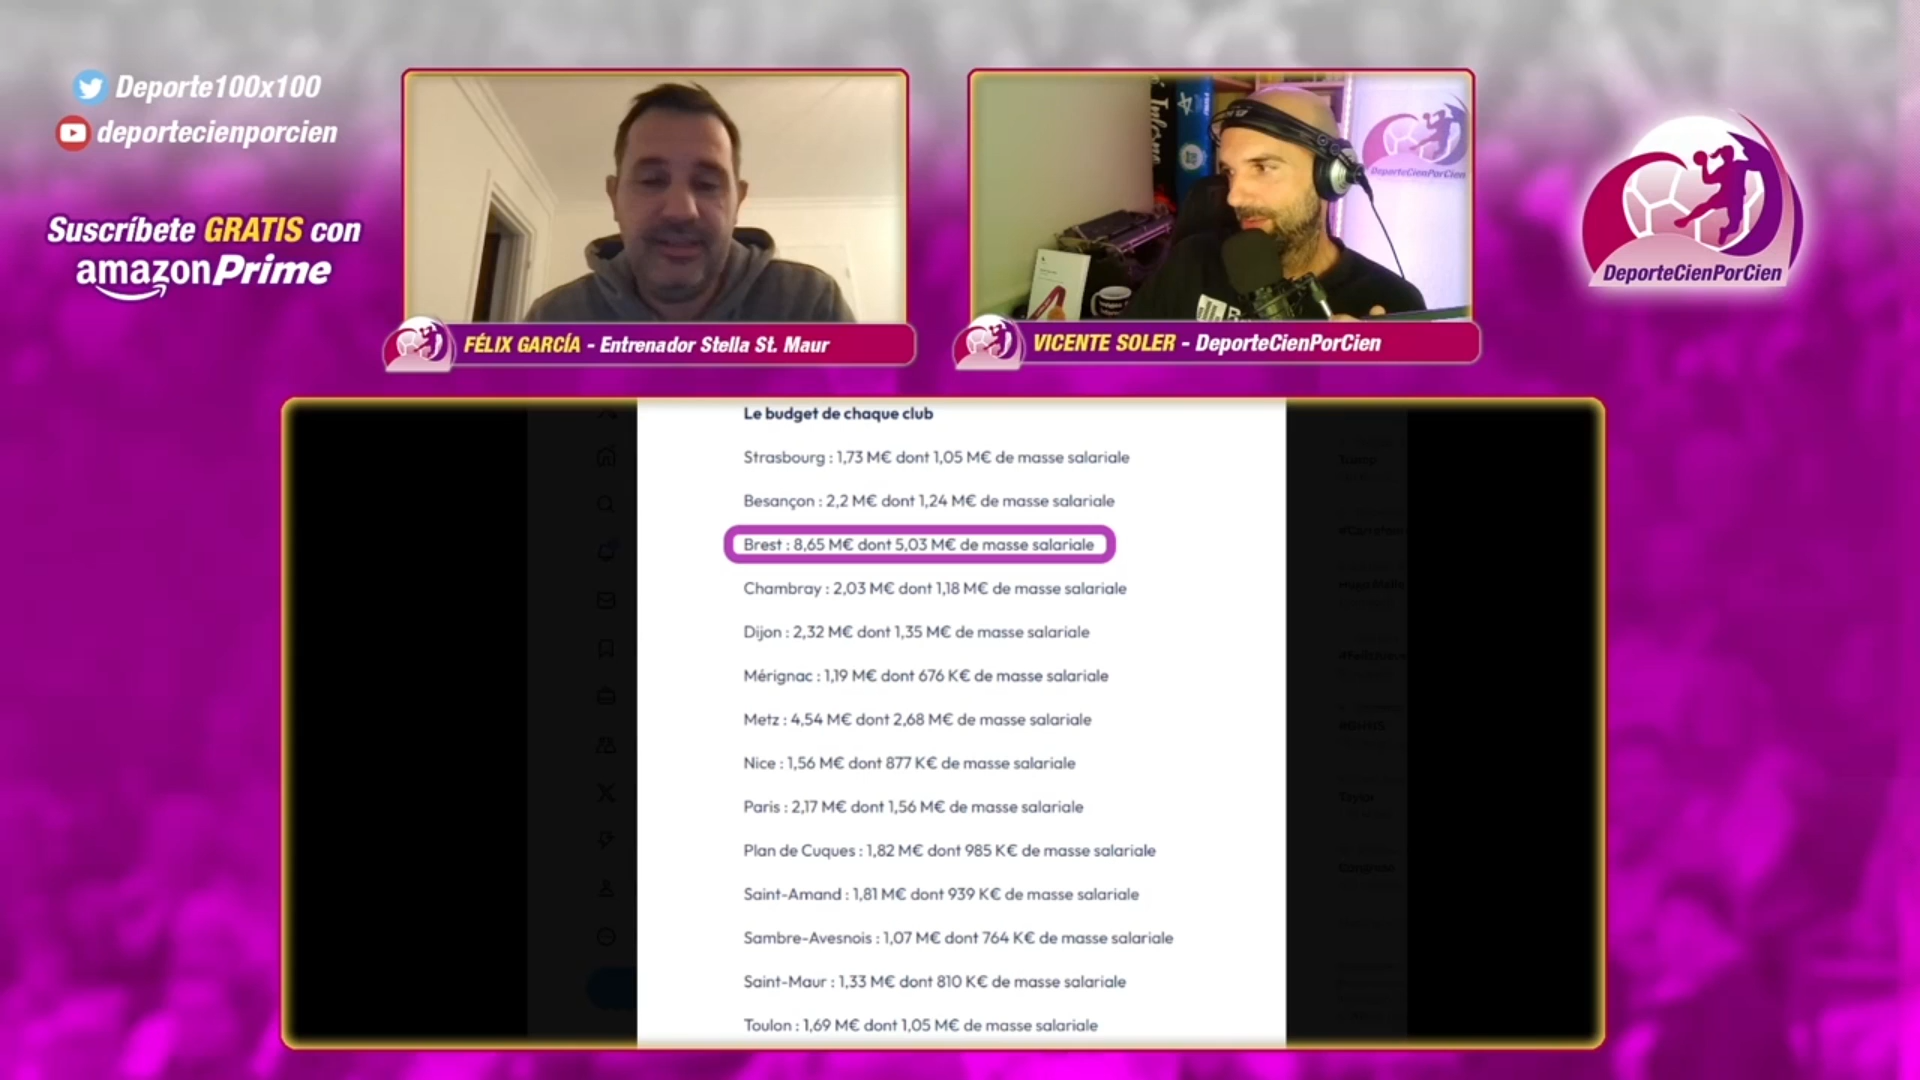 Deporte100x100
deportecienporcien
Suscríbete GRATIS con
amazonPrime
DeporteCienPorCien
DeporteCienPorCien
FÉLIX GARCÍA - Entrenador Stella St. Maur
VICENTE SOLER - DeporteCienPorCien
Le budget de chaque club
Strasbourg : 1,73 M€ dont 1,05 M€ de masse salariale
Besançon : 2,2 M€ dont 1,24 M€ de masse salariale
Brest : 8,65 M€ dont 5,03 M€ de masse salariale
Chambray : 2,03 M€ dont 1,18 M€ de masse salariale
Dijon : 2,32 M€ dont 1,35 M€ de masse salariale
Mérignac : 1,19 M€ dont 676 K€ de masse salariale
Metz : 4,54 M€ dont 2,68 M€ de masse salariale
Nice : 1,56 M€ dont 877 K€ de masse salariale
Paris : 2,17 M€ dont 1,56 M€ de masse salariale
Plan de Cuques : 1,82 M€ dont 985 K€ de masse salariale
Saint-Amand : 1,81 M€ dont 939 K€ de masse salariale
Sambre-Avesnois : 1,07 M€ dont 764 K€ de masse salariale
Saint-Maur : 1,33 M€ dont 810 K€ de masse salariale
Toulon : 1,69 M€ dont 1,05 M€ de masse salariale